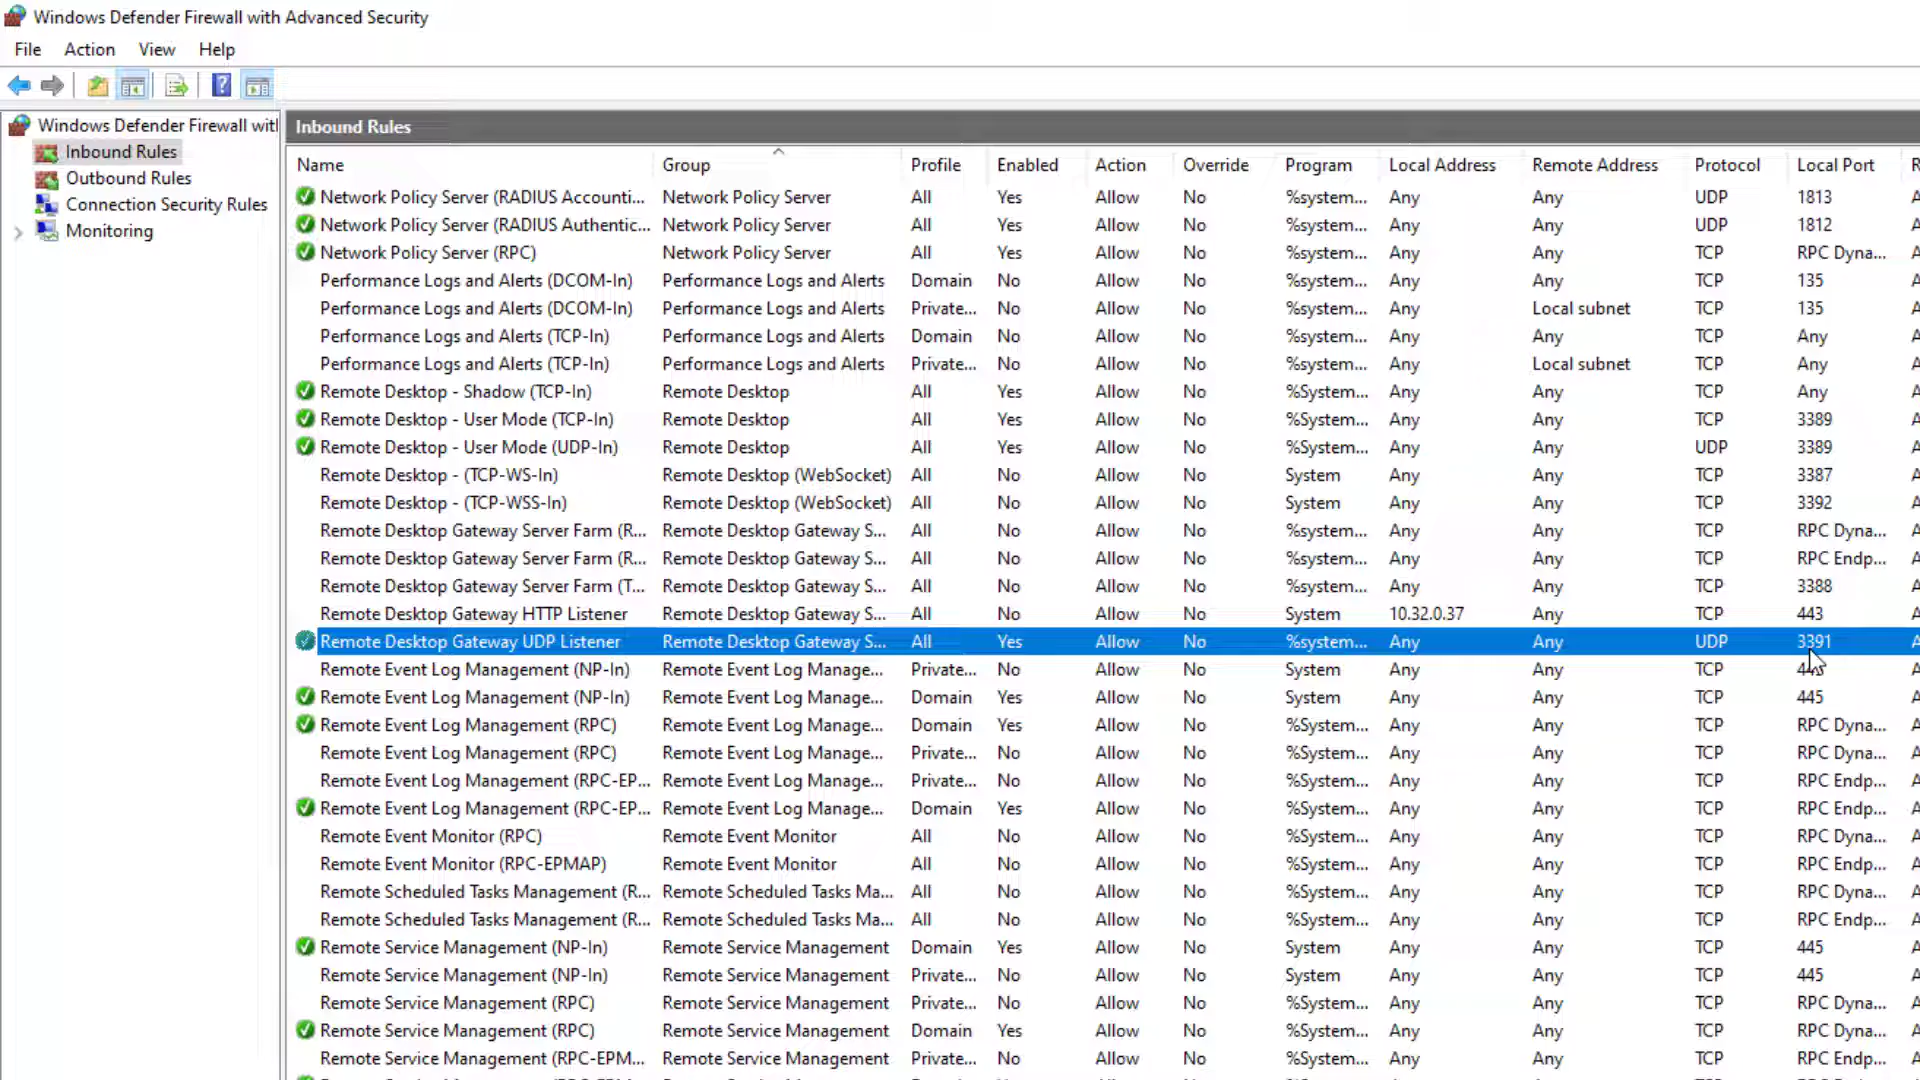 Windows Defender Firewall with Advanced Security
File Action View Help
Windows Defender Firewall wit
Inbound Rules
Outbound Rules
Connection Security Rules
Monitoring
Inbound Rules
Name Group Profile Enabled Action Override Program Local Address Remote Address Protocol Local Port
Network Policy Server (RADIUS Accounti... Network Policy Server All Yes Allow No %system... Any Any UDP 1813
Network Policy Server (RADIUS Authentic... Network Policy Server All Yes Allow No %system... Any Any UDP 1812
Network Policy Server (RPC) Network Policy Server All Yes Allow No %system... Any Any TCP RPC Dyna...
Performance Logs and Alerts (DCOM-In) Performance Logs and Alerts Domain No Allow No %system... Any Any TCP 135
Performance Logs and Alerts (DCOM-In) Performance Logs and Alerts Private... No Allow No %system... Any Local subnet TCP 135
Performance Logs and Alerts (TCP-In) Performance Logs and Alerts Domain No Allow No %system... Any Any TCP Any
Performance Logs and Alerts (TCP-In) Performance Logs and Alerts Private... No Allow No %system... Any Local subnet TCP Any
Remote Desktop - Shadow (TCP-In) Remote Desktop All Yes Allow No %System... Any Any TCP Any
Remote Desktop - User Mode (TCP-In) Remote Desktop All Yes Allow No %System... Any Any TCP 3389
Remote Desktop - User Mode (UDP-In) Remote Desktop All Yes Allow No %System... Any Any UDP 3389
Remote Desktop - (TCP-WS-In) Remote Desktop (WebSocket) All No Allow No System Any Any TCP 3387
Remote Desktop - (TCP-WSS-In) Remote Desktop (WebSocket) All No Allow No System Any Any TCP 3392
Remote Desktop Gateway Server Farm (R... Remote Desktop Gateway S... All No Allow No %system... Any Any TCP RPC Dyna...
Remote Desktop Gateway Server Farm (R... Remote Desktop Gateway S... All No Allow No %system... Any Any TCP RPC Endp...
Remote Desktop Gateway Server Farm (T... Remote Desktop Gateway S... All No Allow No %system... Any Any TCP 3388
Remote Desktop Gateway HTTP Listener Remote Desktop Gateway S... All No Allow No System 10.32.0.37 Any TCP 443
Remote Desktop Gateway UDP Listener Remote Desktop Gateway S... All Yes Allow No %system... Any Any UDP 3391
Remote Event Log Management (NP-In) Remote Event Log Manage... Private... No Allow No System Any Any TCP 445
Remote Event Log Management (NP-In) Remote Event Log Manage... Domain Yes Allow No System Any Any TCP 445
Remote Event Log Management (RPC) Remote Event Log Manage... Domain Yes Allow No %System... Any Any TCP RPC Dyna...
Remote Event Log Management (RPC) Remote Event Log Manage... Private... No Allow No %System... Any Any TCP RPC Dyna...
Remote Event Log Management (RPC-EP... Remote Event Log Manage... Private... No Allow No %System... Any Any TCP RPC Endp...
Remote Event Log Management (RPC-EP... Remote Event Log Manage... Domain Yes Allow No %System... Any Any TCP RPC Endp...
Remote Event Monitor (RPC) Remote Event Monitor All No Allow No %System... Any Any TCP RPC Dyna...
Remote Event Monitor (RPC-EPMAP) Remote Event Monitor All No Allow No %System... Any Any TCP RPC Endp...
Remote Scheduled Tasks Management (R... Remote Scheduled Tasks Ma... All No Allow No %System... Any Any TCP RPC Dyna...
Remote Scheduled Tasks Management (R... Remote Scheduled Tasks Ma... All No Allow No %System... Any Any TCP RPC Endp...
Remote Service Management (NP-In) Remote Service Management Domain Yes Allow No System Any Any TCP 445
Remote Service Management (NP-In) Remote Service Management Private... No Allow No System Any Any TCP 445
Remote Service Management (RPC) Remote Service Management Private... No Allow No %System... Any Any TCP RPC Dyna...
Remote Service Management (RPC) Remote Service Management Domain Yes Allow No %System... Any Any TCP RPC Dyna...
Remote Service Management (RPC-EPM... Remote Service Management Private... No Allow No %System... Any Any TCP RPC Endp...